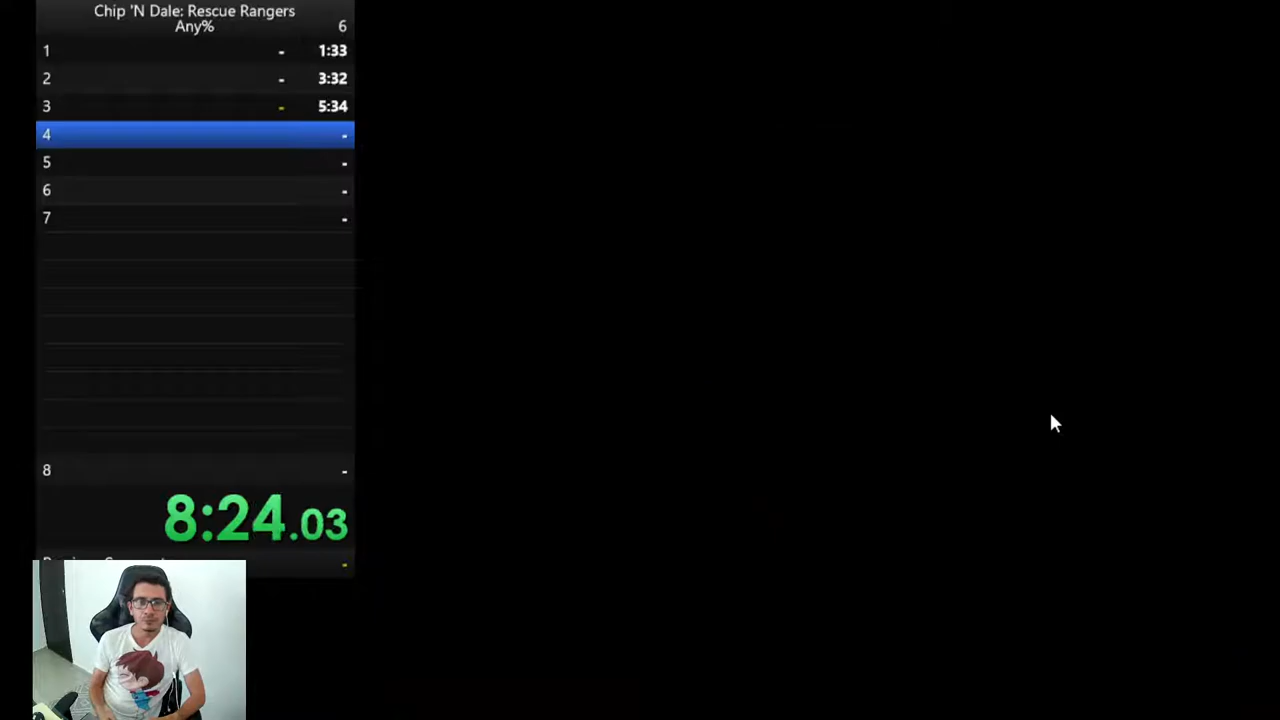 Chip 'N Dale: Rescue Rangers
Any% 6
1 - 1:33
2 - 3:32
3 - 5:34
4 -
5 -
6 -
7 -
8 -
8:24.03
-